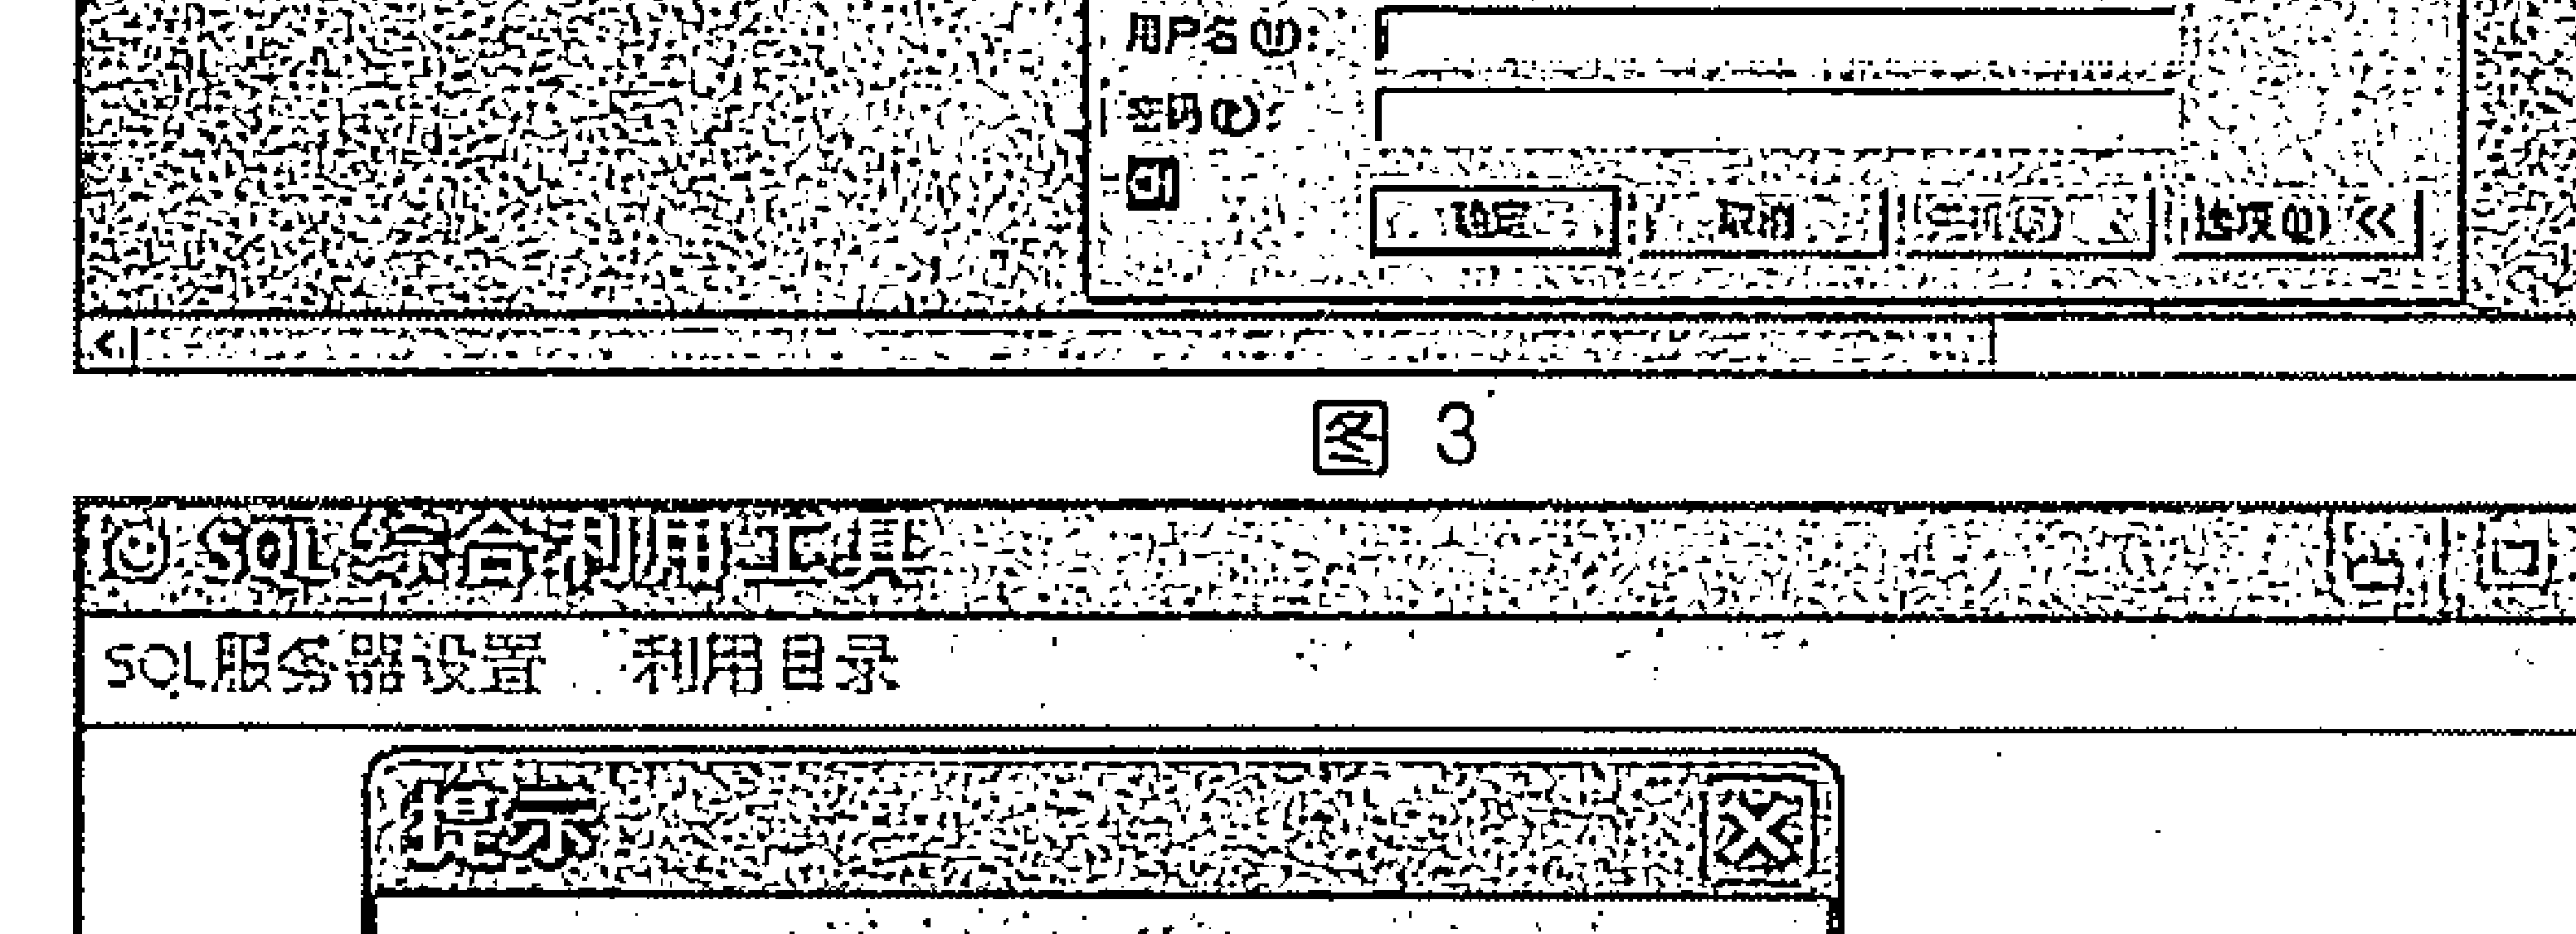 用户名(U):
密码(P):
确定 取消 选项(O) <<
图 3
SQL综合利用工具
SQL服务器设置 利用目录
提示